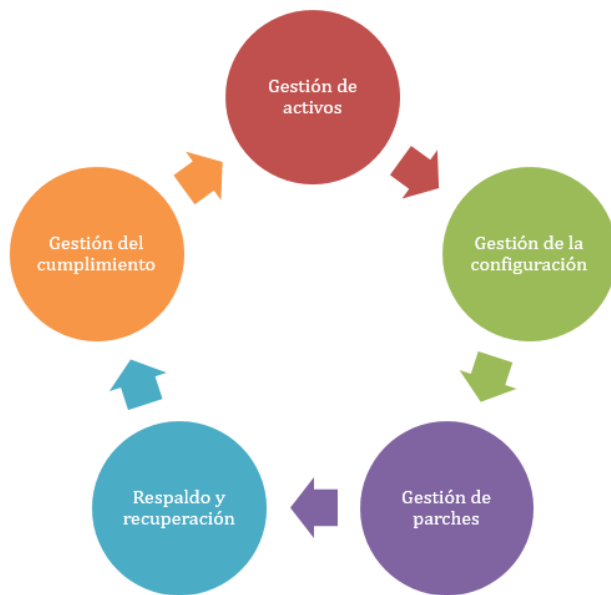 Gestión de
activos
Gestión de la
configuración
Gestión de
parches
Respaldo y
recuperación
Gestión del
cumplimiento